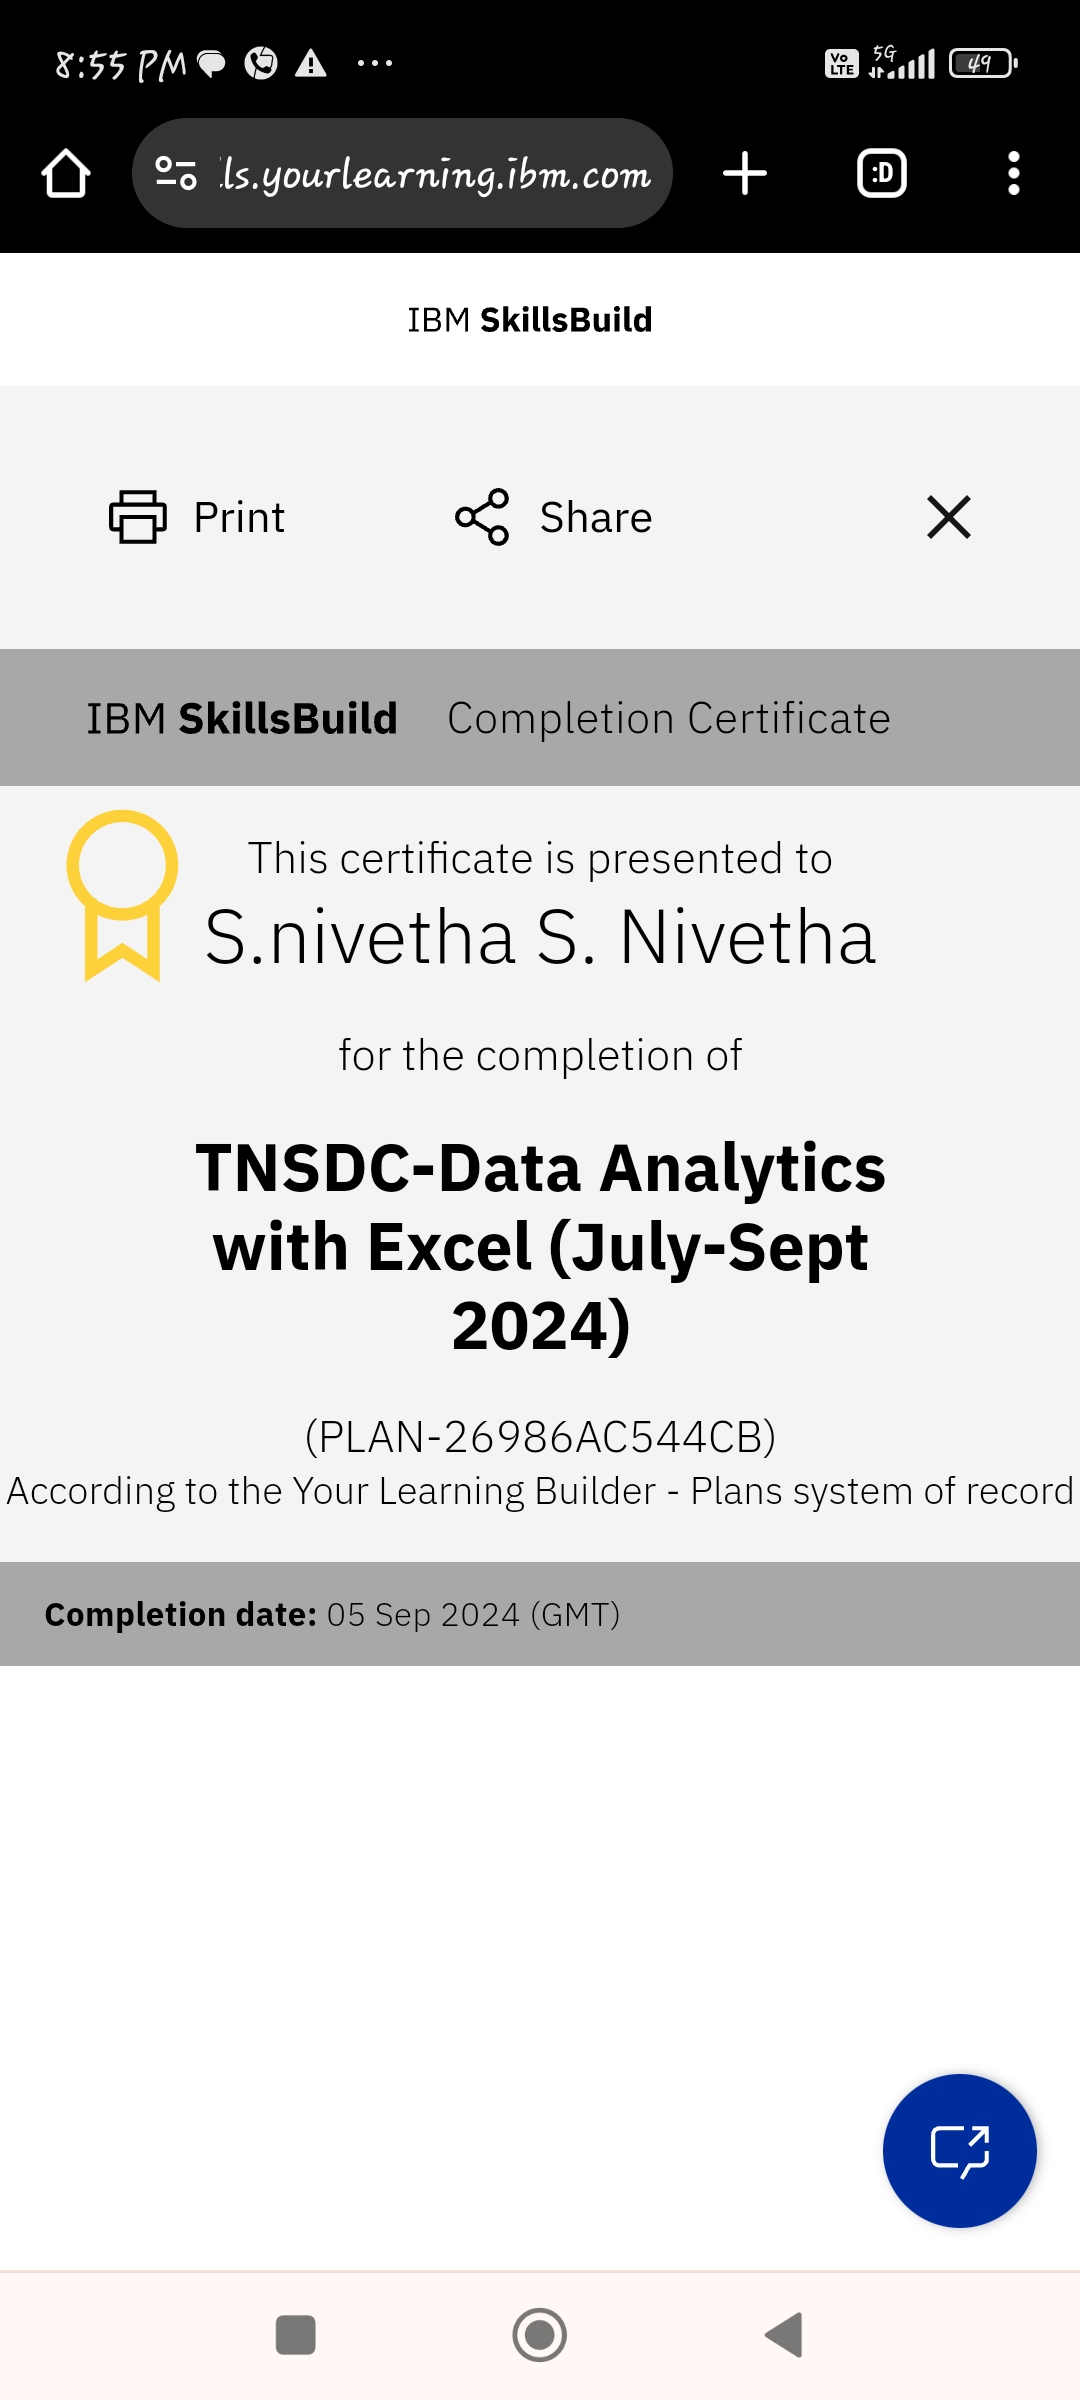 8:55 PM
Vo LTE 5G 49
ls.yourlearning.ibm.com :D
IBM SkillsBuild
Print Share
IBM SkillsBuild Completion Certificate
This certificate is presented to
S.nivetha S. Nivetha
for the completion of
TNSDC-Data Analytics
with Excel (July-Sept
2024)
(PLAN-26986AC544CB)
According to the Your Learning Builder - Plans system of record
Completion date: 05 Sep 2024 (GMT)